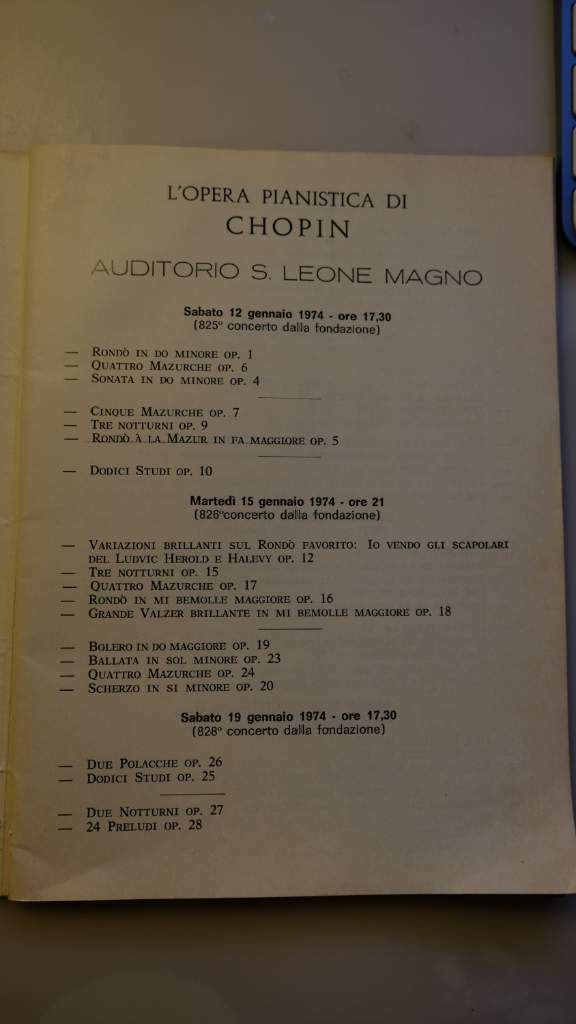 L'OPERA PIANISTICA DI
CHOPIN
AUDITORIO S. LEONE MAGNO
Sabato 12 gennaio 1974 - ore 17,30
(825º concerto dalla fondazione)
— RONDÒ IN DO MINORE OP. 1
— QUATTRO MAZURCHE OP. 6
— SONATA IN DO MINORE OP. 4
— CINQUE MAZURCHE OP. 7
— TRE NOTTURNI OP. 9
— RONDÒ À LA MAZUR IN FA MAGGIORE OP. 5
— DODICI STUDI OP. 10
Martedì 15 gennaio 1974 - ore 21
(826ºconcerto dalla fondazione)
— VARIAZIONI BRILLANTI SUL RONDÒ FAVORITO: IO VENDO GLI SCAPOLARI
DEL LUDVIC HEROLD E HALEVY OP. 12
— TRE NOTTURNI OP. 15
— QUATTRO MAZURCHE OP. 17
— RONDÒ IN MI BEMOLLE MAGGIORE OP. 16
— GRANDE VALZER BRILLANTE IN MI BEMOLLE MAGGIORE OP. 18
— BOLERO IN DO MAGGIORE OP. 19
— BALLATA IN SOL MINORE OP. 23
— QUATTRO MAZURCHE OP. 24
— SCHERZO IN SI MINORE OP. 20
Sabato 19 gennaio 1974 - ore 17,30
(828º concerto dalla fondazione)
— DUE POLACCHE OP. 26
— DODICI STUDI OP. 25
— DUE NOTTURNI OP. 27
— 24 PRELUDI OP. 28